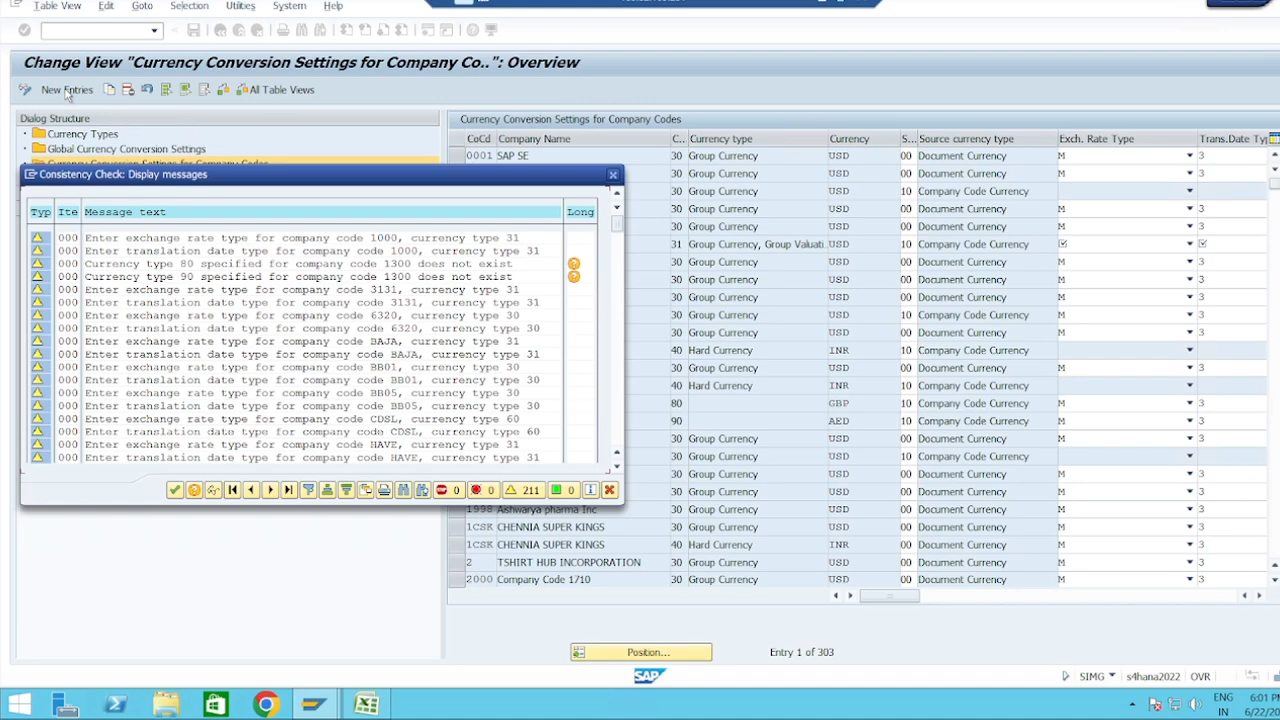 Table View Edit Goto Selection Utilities System Help
Change View "Currency Conversion Settings for Company Co..": Overview
New Entries All Table Views
Dialog Structure
Currency Types
Global Currency Conversion Settings
Currency Conversion Settings for Company Codes
Consistency Check: Display messages
Typ Ite Message text Long
000 Enter exchange rate type for company code 1000, currency type 31
000 Enter translation date type for company code 1000, currency type 31
000 Currency type 80 specified for company code 1300 does not exist
000 Currency type 90 specified for company code 1300 does not exist
000 Enter exchange rate type for company code 3131, currency type 31
000 Enter translation date type for company code 3131, currency type 31
000 Enter exchange rate type for company code 6320, currency type 30
000 Enter translation date type for company code 6320, currency type 30
000 Enter exchange rate type for company code BAJA, currency type 31
000 Enter translation date type for company code BAJA, currency type 31
000 Enter exchange rate type for company code BB01, currency type 30
000 Enter translation date type for company code BB01, currency type 30
000 Enter exchange rate type for company code BB05, currency type 30
000 Enter translation date type for company code BB05, currency type 30
000 Enter exchange rate type for company code CDSL, currency type 60
000 Enter translation date type for company code CDSL, currency type 60
000 Enter exchange rate type for company code HAVE, currency type 31
000 Enter translation date type for company code HAVE, currency type 31
0 0 211 0
Currency Conversion Settings for Company Codes
CoCd Company Name C.. Currency type Currency S.. Source currency type Exch. Rate Type Trans.Date Typ
0001 SAP SE 30 Group Currency USD 00 Document Currency M 3
30 Group Currency USD 00 Document Currency M 3
30 Group Currency USD 10 Company Code Currency
30 Group Currency USD 00 Document Currency M 3
30 Group Currency USD 00 Document Currency M
31 Group Currency, Group Valuati.. USD 10 Company Code Currency
30 Group Currency USD 00 Document Currency M 3
30 Group Currency USD 00 Document Currency M 3
30 Group Currency USD 10 Company Code Currency M 3
30 Group Currency USD 00 Document Currency M 3
30 Group Currency USD 00 Document Currency M 3
40 Hard Currency INR 10 Company Code Currency
30 Group Currency USD 00 Document Currency M 3
40 Hard Currency INR 10 Company Code Currency
80 GBP 10 Company Code Currency M 3
90 AED 10 Company Code Currency M 3
30 Group Currency USD 00 Document Currency M 3
30 Group Currency USD 10 Company Code Currency
30 Group Currency USD 00 Document Currency M 3
30 Group Currency USD 00 Document Currency M 3
1998 Aishwarya pharma Inc 30 Group Currency USD 00 Document Currency M 3
1CSK CHENNIA SUPER KINGS 30 Group Currency USD 00 Document Currency M 3
1CSK CHENNIA SUPER KINGS 40 Hard Currency INR 00 Document Currency M 3
2 TSHIRT HUB INCORPORATION 30 Group Currency USD 00 Document Currency M 3
2000 Company Code 1710 30 Group Currency USD 00 Document Currency M 3
Position... Entry 1 of 303
SAP
SIMG s4hana2022 OVR
ENG 6:01 PM
IN 6/22/20